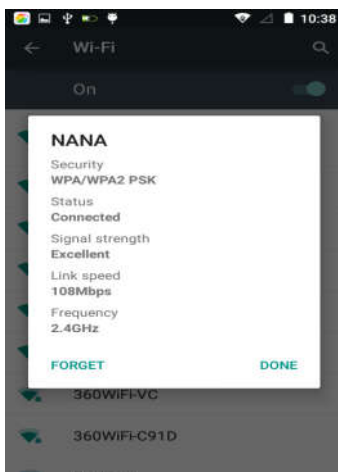 10:38
Wi-Fi
On
NANA
Security
WPA/WPA2 PSK
Status
Connected
Signal strength
Excellent
Link speed
108Mbps
Frequency
2.4GHz
FORGET DONE
360WiFi-VC
360WiFi-C91D